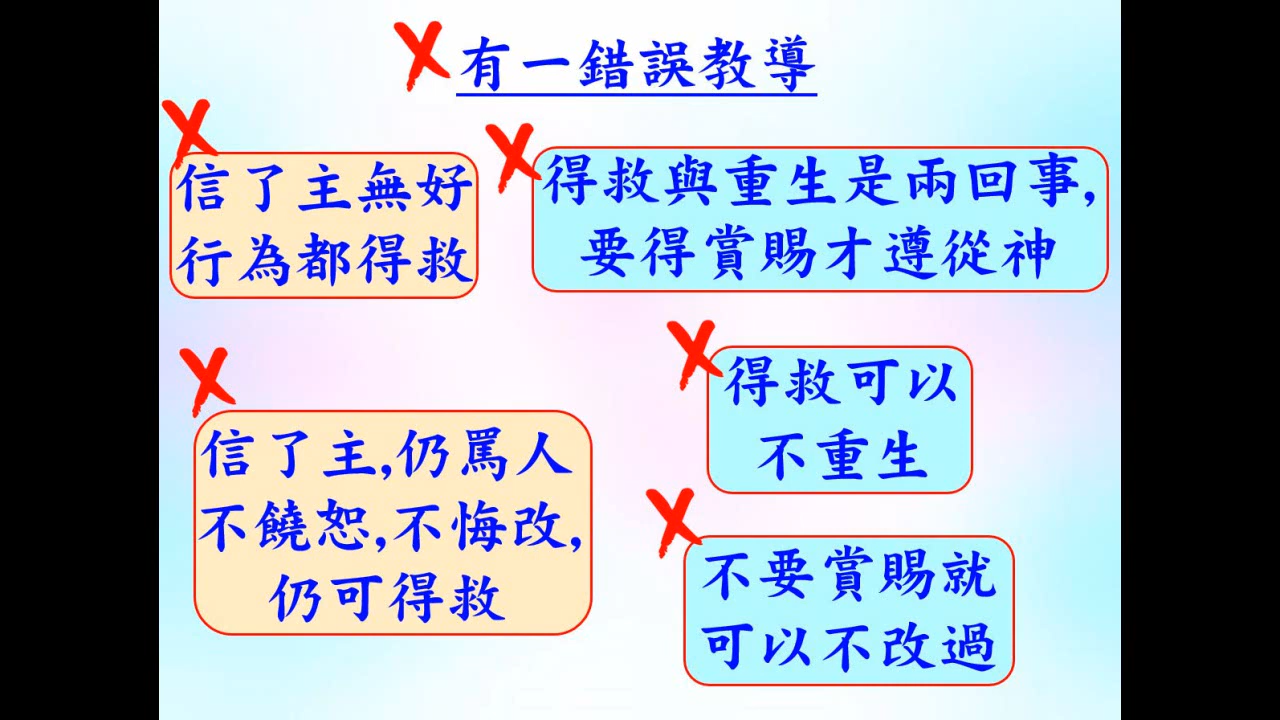 有一錯誤教導
信了主無好
行為都得救
得救與重生是兩回事,
要得賞賜才遵從神
信了主,仍罵人
不饒恕,不悔改,
仍可得救
得救可以
不重生
不要賞賜就
可以不改過